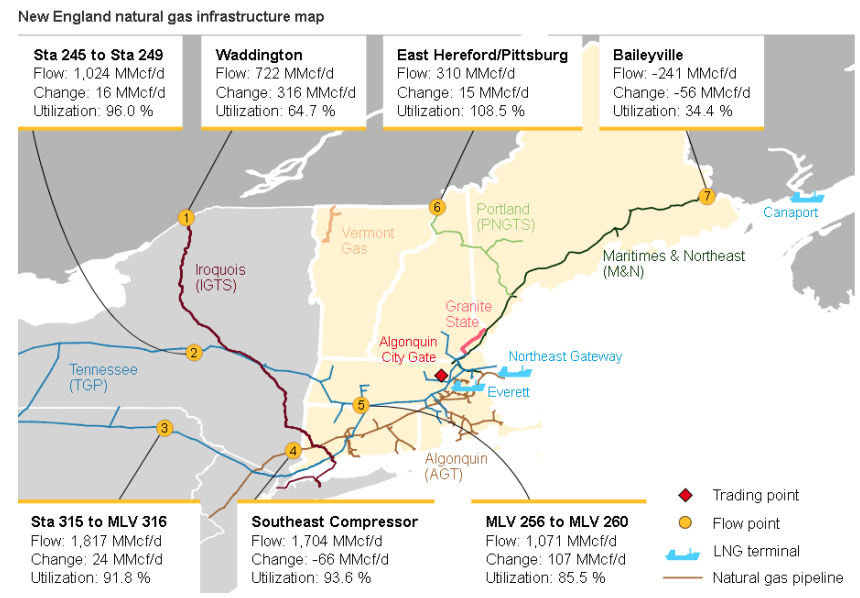 New England natural gas infrastructure map
Sta 245 to Sta 249
Flow: 1,024 MMcf/d
Change: 16 MMcf/d
Utilization: 96.0 %
Waddington
Flow: 722 MMcf/d
Change: 316 MMcf/d
Utilization: 64.7 %
East Hereford/Pittsburg
Flow: 310 MMcf/d
Change: 15 MMcf/d
Utilization: 108.5 %
Baileyville
Flow: -241 MMcf/d
Change: -56 MMcf/d
Utilization: 34.4 %
1
6
7
Canaport
Vermont
Gas
Portland
(PNGTS)
Maritimes & Northeast
(M&N)
Iroquois
(IGTS)
Granite
State
Algonquin
City Gate
2
Northeast Gateway
Tennessee
(TGP)
Everett
5
3
4
Algonquin
(AGT)
Sta 315 to MLV 316
Flow: 1,817 MMcf/d
Change: 24 MMcf/d
Utilization: 91.8 %
Southeast Compressor
Flow: 1,704 MMcf/d
Change: -66 MMcf/d
Utilization: 93.6 %
MLV 256 to MLV 260
Flow: 1,071 MMcf/d
Change: 107 MMcf/d
Utilization: 85.5 %
Trading point
Flow point
LNG terminal
Natural gas pipeline